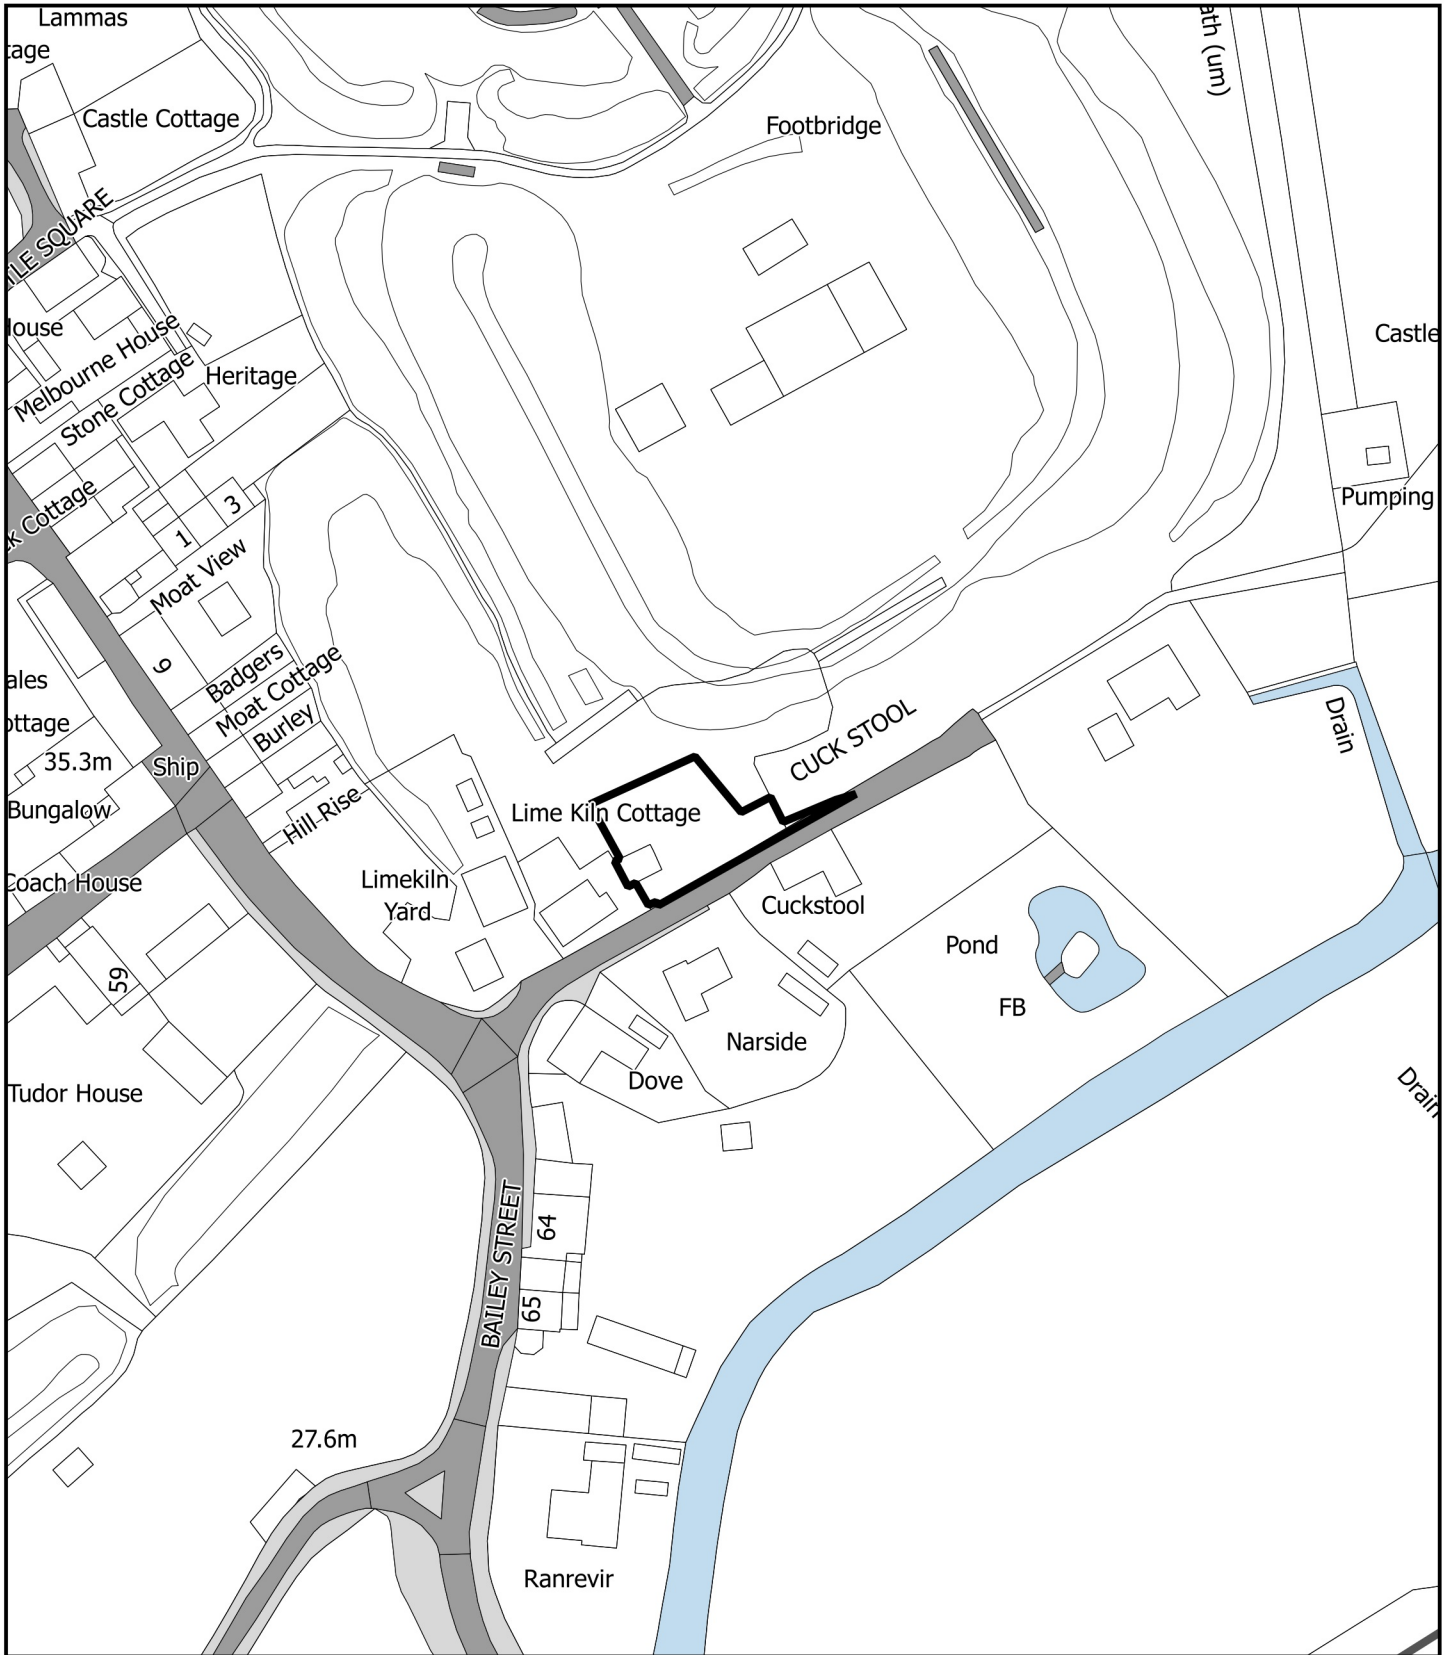 Lammas
tage
Castle Cottage
Footbridge
ath (um)
TLE SQUARE
House
Melbourne House
Stone Cottage
Heritage
Castle
k Cottage
3
1
Moat View
Pumping
6
Badgers
Moat Cottage
Burley
ales
ottage
35.3m
Ship
Bungalow
Hill Rise
CUCK STOOL
Drain
Lime Kiln Cottage
Coach House
Limekiln
Yard
Cuckstool
Pond
FB
59
Narside
Dove
Tudor House
Drain
64
BAILEY STREET
65
27.6m
Ranrevir